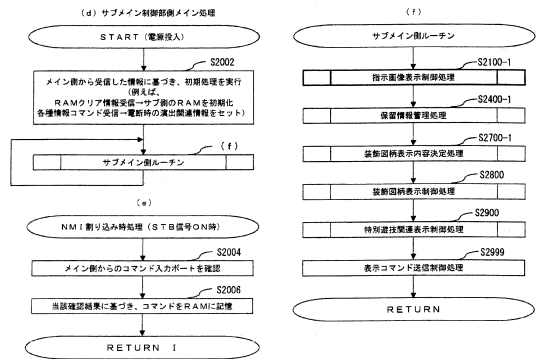 (d) サブメイン制御部側メイン処理
START(電源投入)
S2002
メイン側から受信した情報に基づき、初期処理を実行
(例えば、
RAMクリア情報受信→サブ側のRAMを初期化
各種情報コマンド受信→電断時の演出関連情報をセット)
(f)
サブメイン側ルーチン
(e)
NMI割り込み時処理(STB信号ON時)
S2004
メイン側からのコマンド入力ポートを確認
S2006
当該確認結果に基づき、コマンドをRAMに記憶
RETURN I
(f)
サブメイン側ルーチン
S2100-1
指示画像表示制御処理
S2400-1
保留情報管理処理
S2700-1
装飾図柄表示内容決定処理
S2800
装飾図柄表示制御処理
S2900
特別遊技関連表示制御処理
S2999
表示コマンド送信制御処理
RETURN